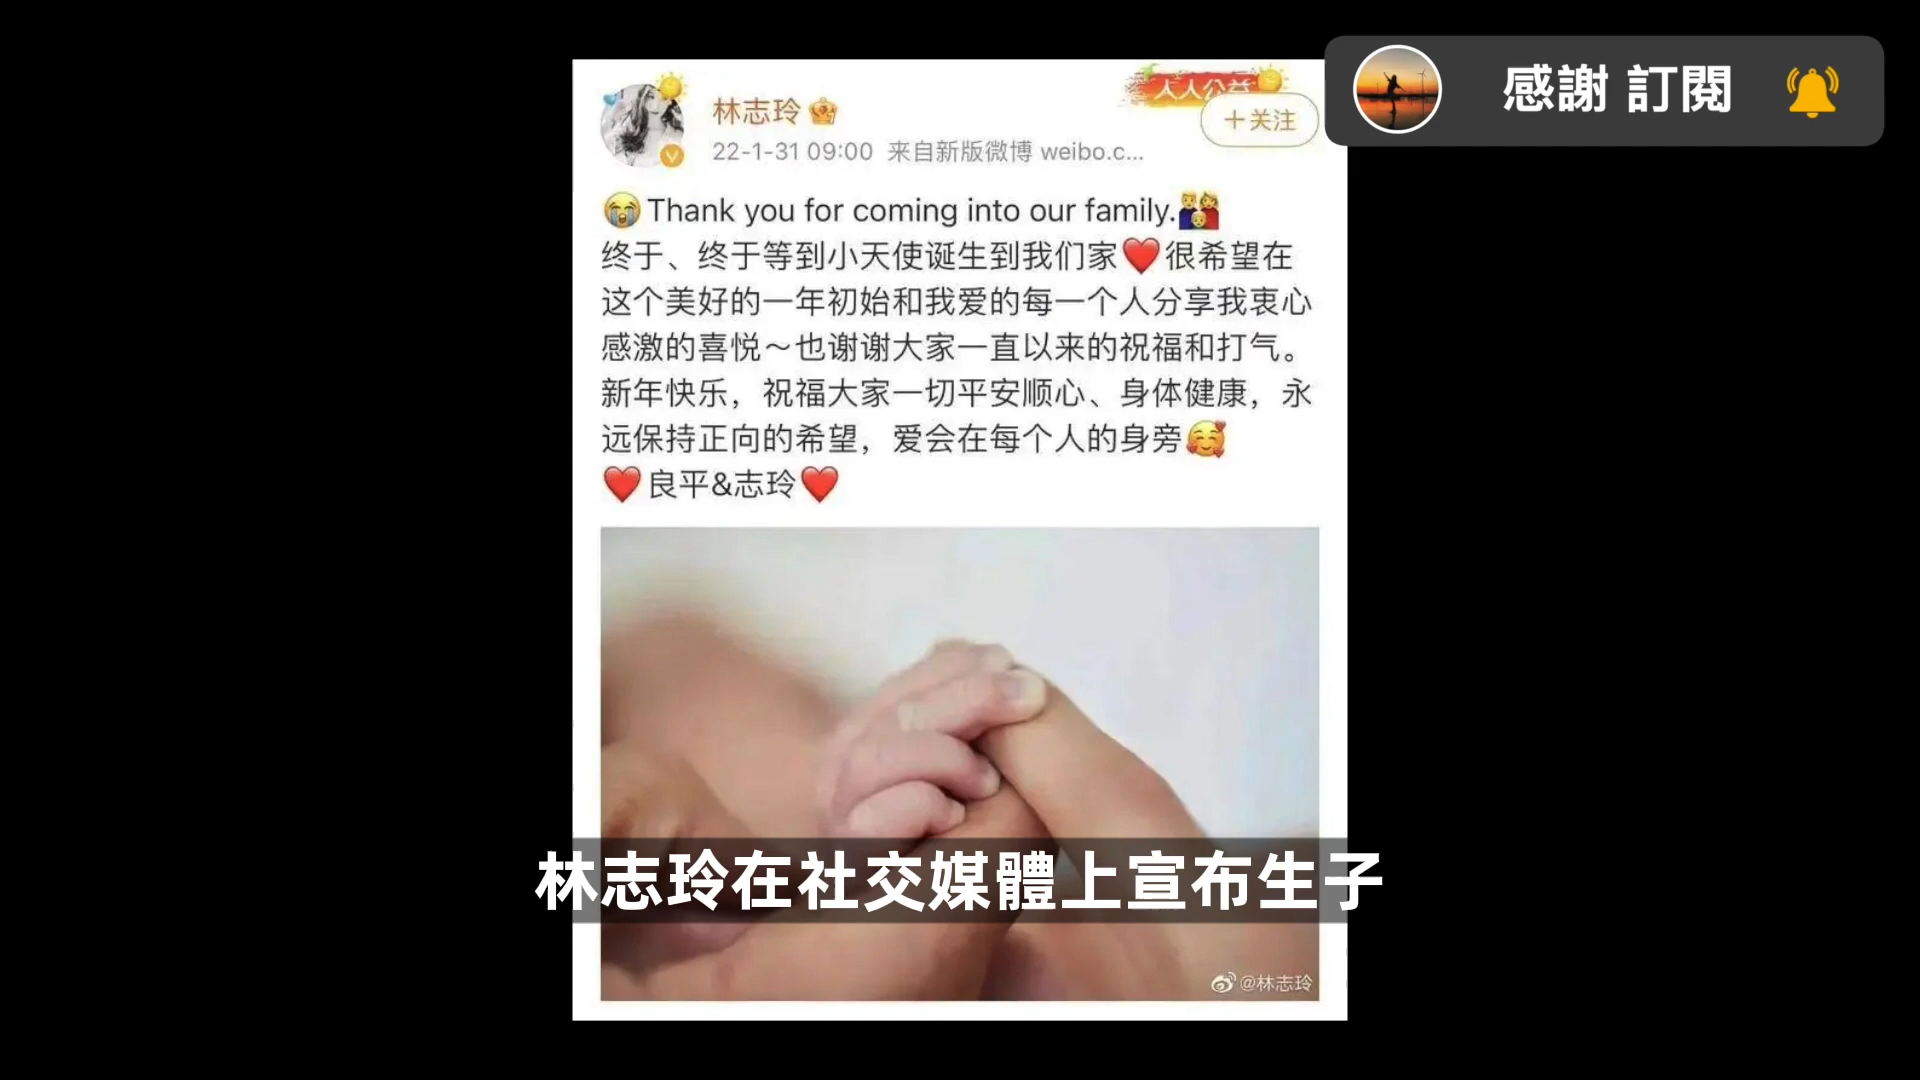 人人公益
感謝 訂閱
林志玲
+关注
22-1-31 09:00 来自新版微博 weibo.c...
Thank you for coming into our family.
终于、终于等到小天使诞生到我们家❤️很希望在
这个美好的一年初始和我爱的每一个人分享我衷心
感激的喜悦～也谢谢大家一直以来的祝福和打气。
新年快乐，祝福大家一切平安顺心、身体健康，永
远保持正向的希望，爱会在每个人的身旁
❤️良平&志玲❤️
林志玲在社交媒體上宣布生子
@林志玲